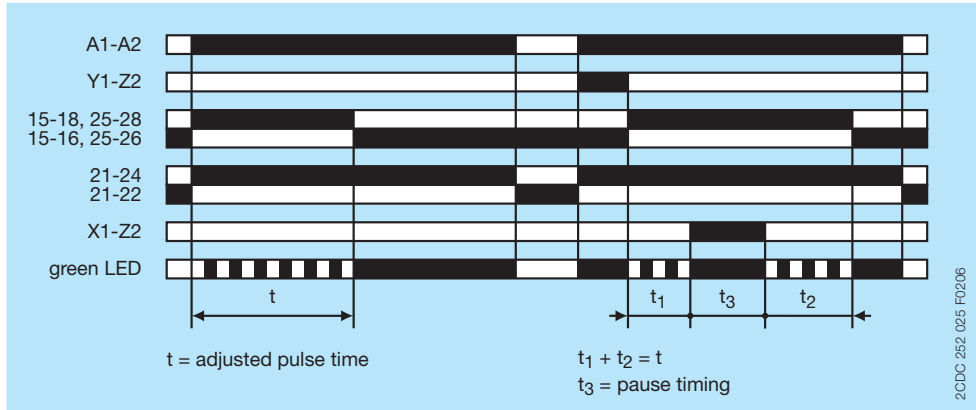 A1-A2
Y1-Z2
15-18, 25-28
15-16, 25-26
21-24
21-22
X1-Z2
green LED
t
t1
t3
t2
t = adjusted pulse time
t1 + t2 = t
t3 = pause timing
2CDC 252 025 F0206